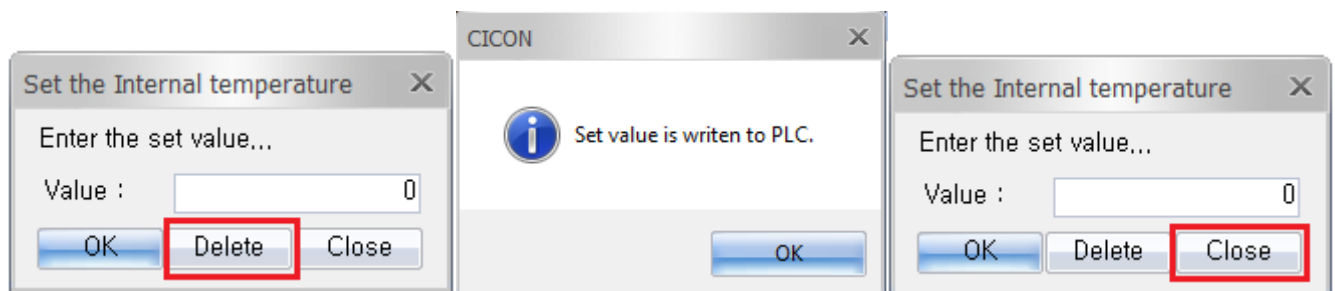 Set the Internal temperature
Enter the set value...
Value :
0
OK Delete Close
CICON
Set value is writen to PLC.
OK
Set the Internal temperature
Enter the set value...
Value :
0
OK Delete Close